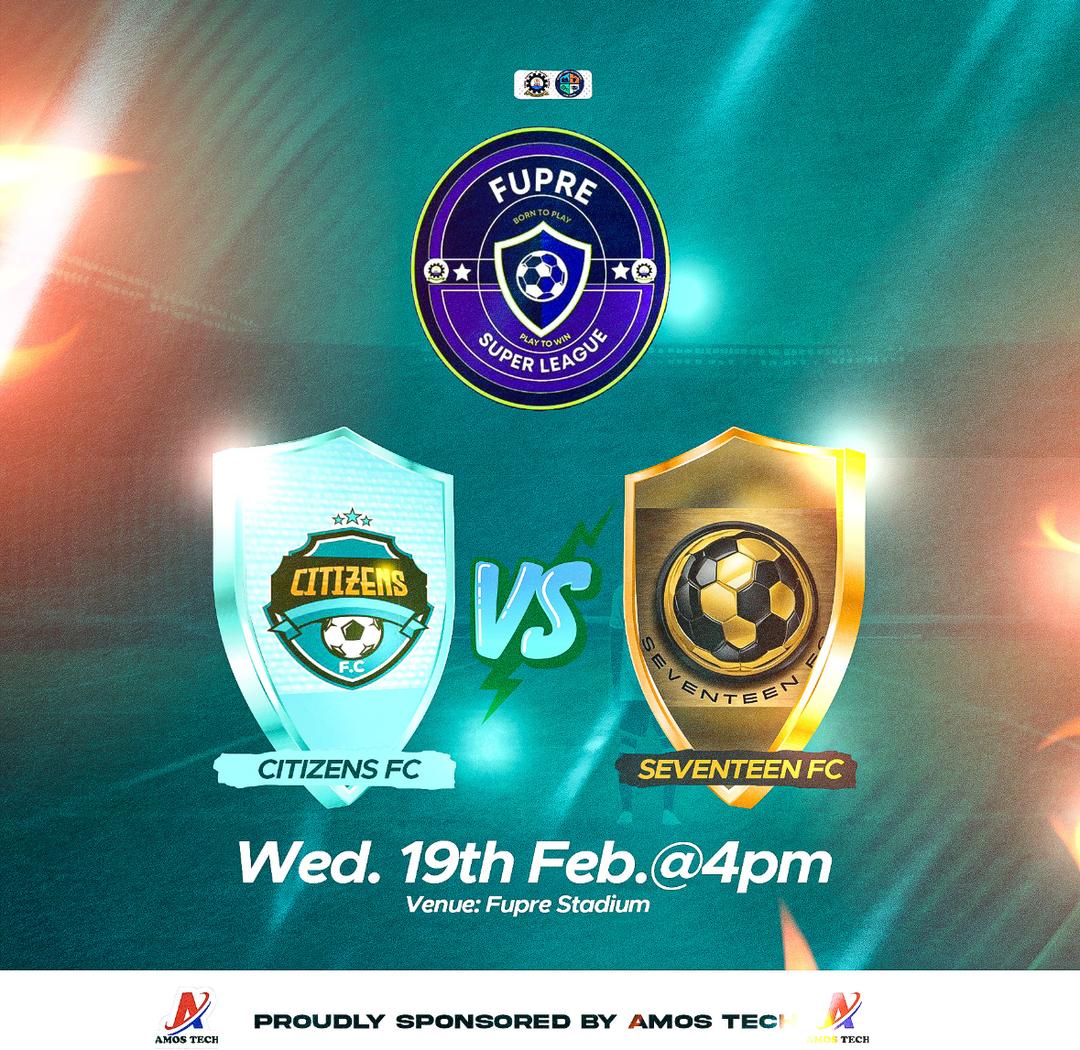 FUPRE
BORN TO PLAY
PLAY TO WIN
SUPER LEAGUE
CITIZENS
F.C
VS
SEVENTEEN FC
CITIZENS FC
SEVENTEEN FC
Wed. 19th Feb.@4pm
Venue: Fupre Stadium
AMOS TECH
PROUDLY SPONSORED BY AMOS TECH
AMOS TECH